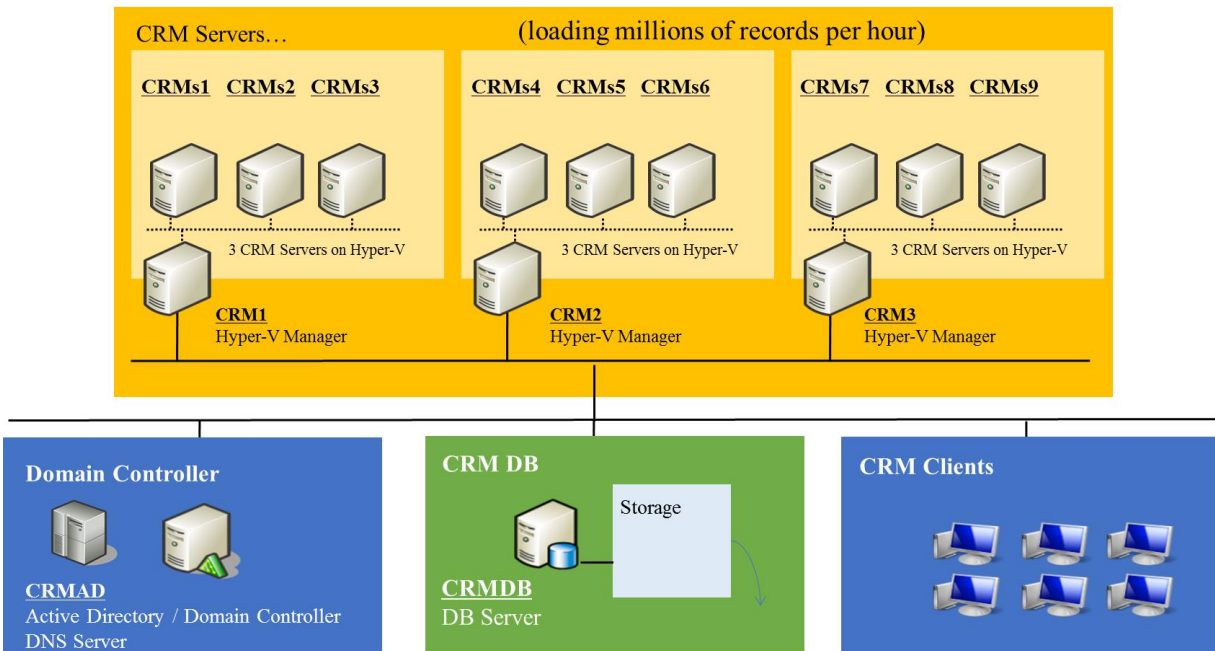 CRM Servers…
(loading millions of records per hour)
CRMs1 CRMs2 CRMs3
CRMs4 CRMs5 CRMs6
CRMs7 CRMs8 CRMs9
3 CRM Servers on Hyper-V
3 CRM Servers on Hyper-V
3 CRM Servers on Hyper-V
CRM1
Hyper-V Manager
CRM2
Hyper-V Manager
CRM3
Hyper-V Manager
Domain Controller
CRMAD
Active Directory / Domain Controller
DNS Server
CRM DB
Storage
CRMDB
DB Server
CRM Clients